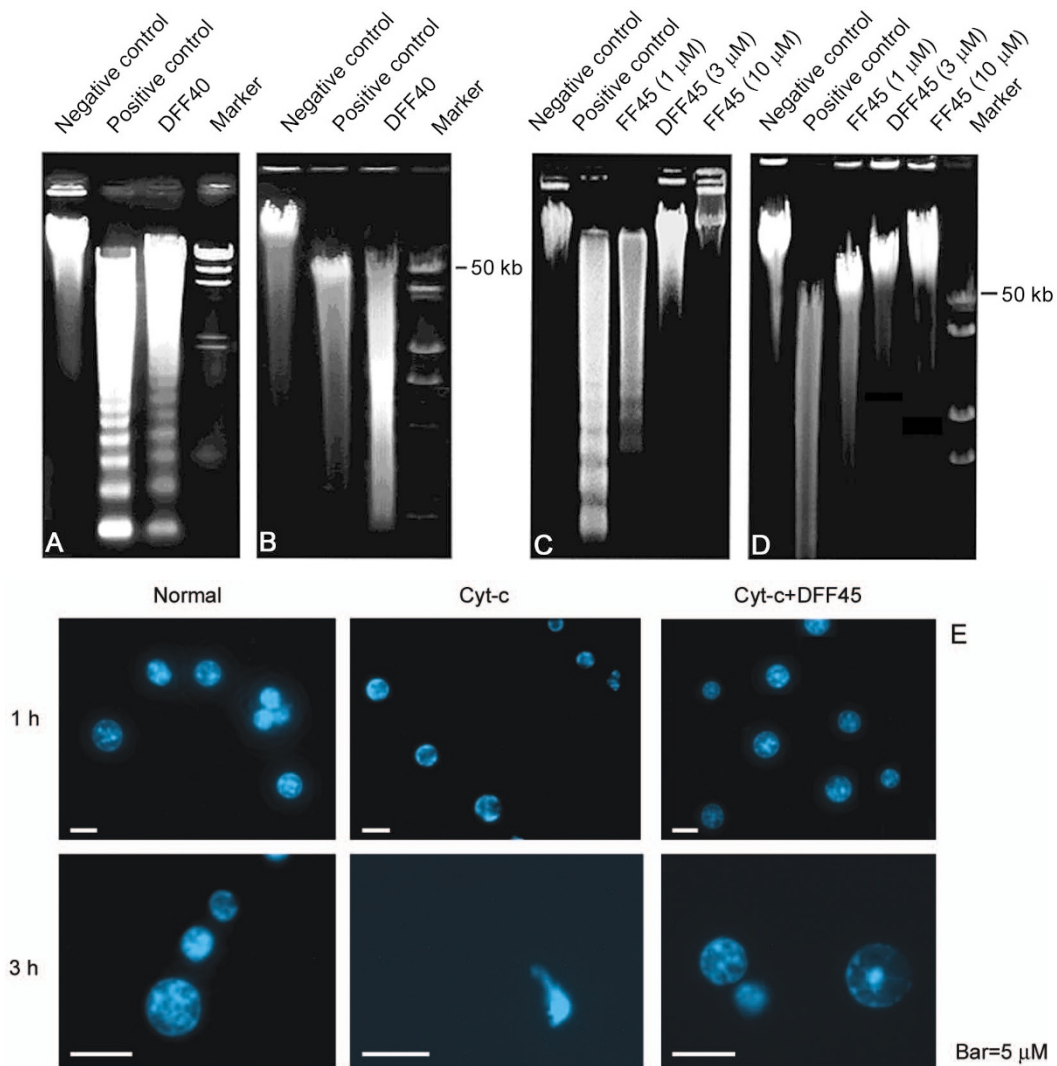 Negative control
Positive control
DFF40
Marker
Negative control
Positive control
DFF40
Marker
Negative control
Positive control
FF45 (1 µM)
DFF45 (3 µM)
FF45 (10 µM)
Negative control
Positive control
FF45 (1 µM)
DFF45 (3 µM)
FF45 (10 µM)
Marker
50 kb
50 kb
A
B
C
D
Normal
Cyt-c
Cyt-c+DFF45
E
1 h
3 h
Bar=5 µM